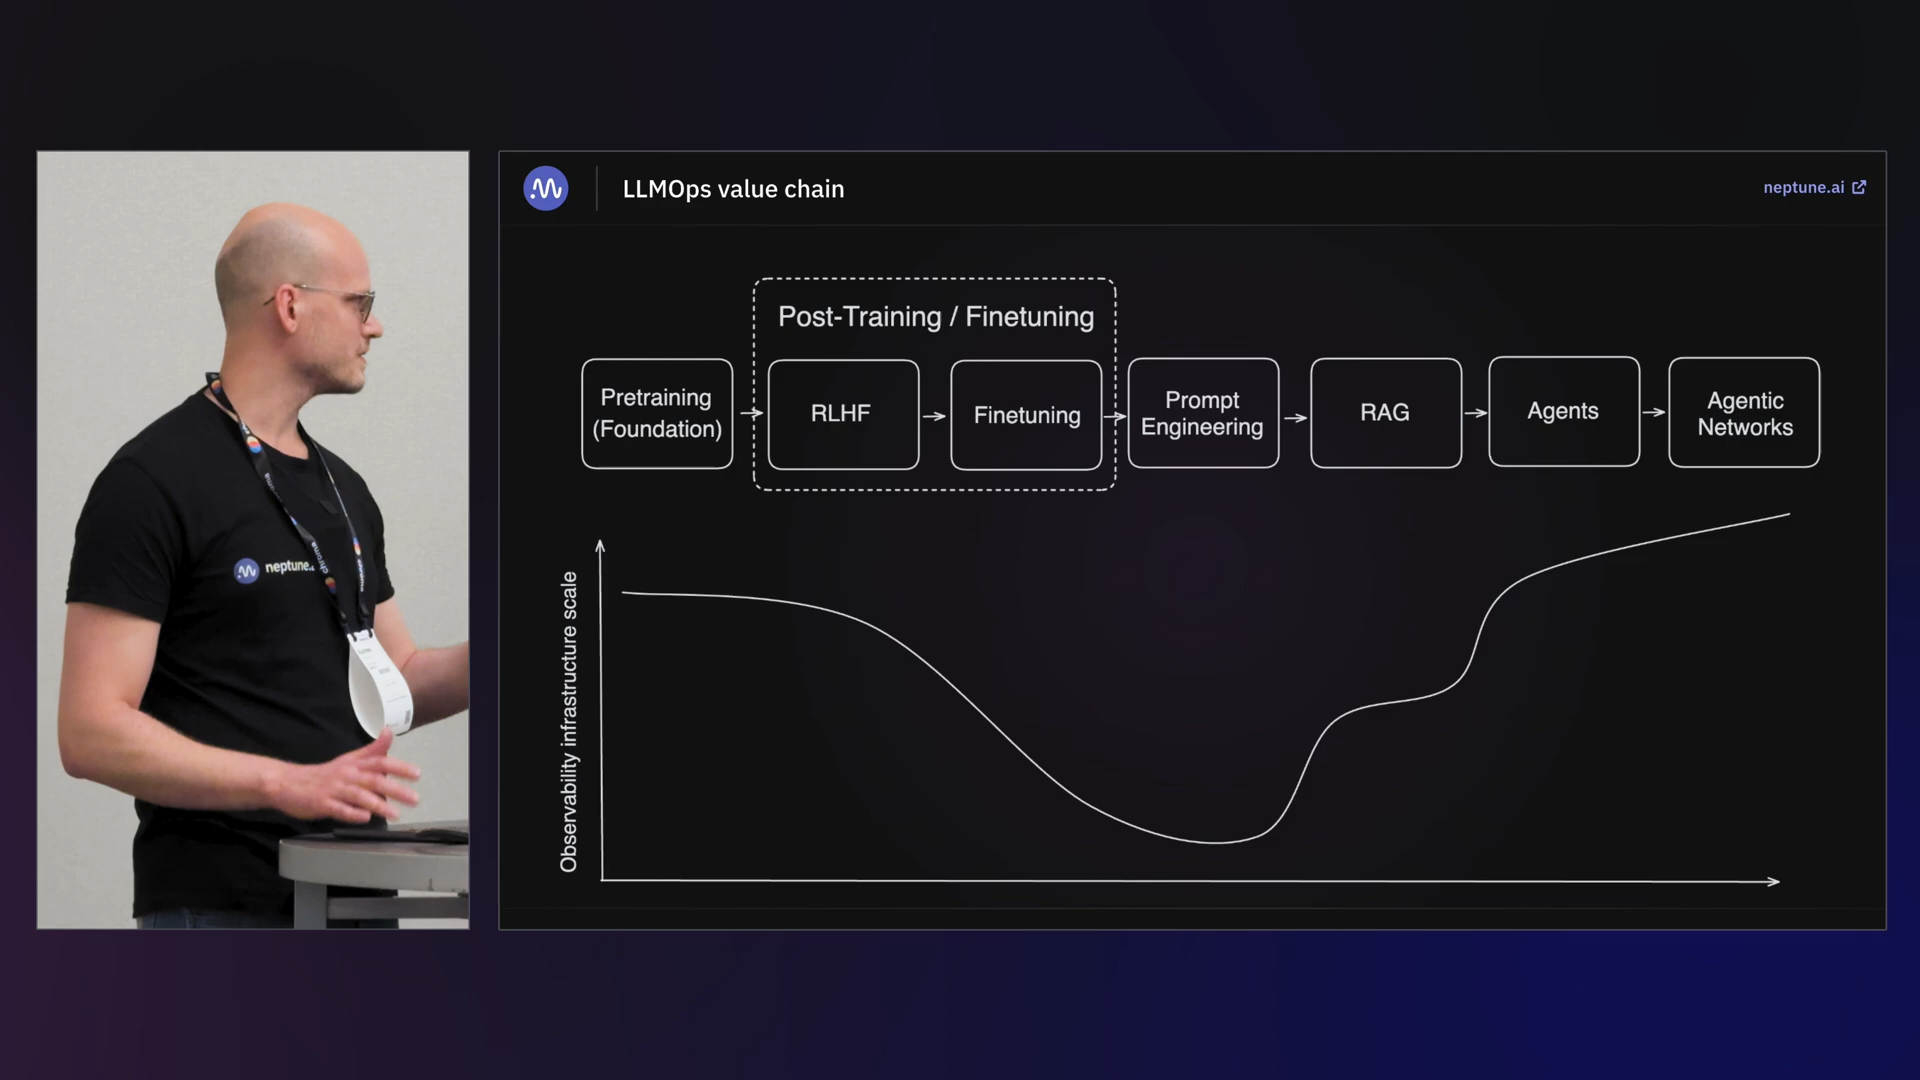 LLMOps value chain
neptune.ai
Post-Training / Finetuning
Pretraining
(Foundation)
RLHF
Finetuning
Prompt
Engineering
RAG
Agents
Agentic
Networks
Observability infrastructure scale
neptune.
chroma